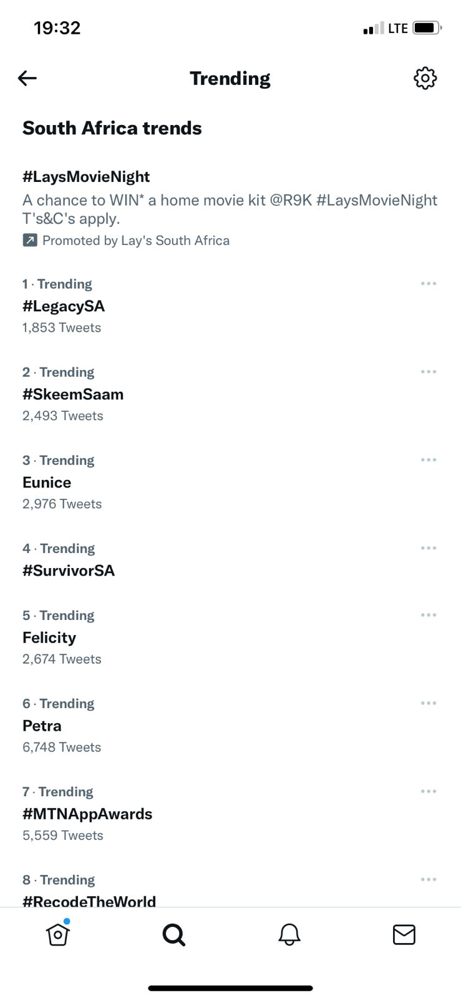 19:32
LTE
Trending
South Africa trends
#LaysMovieNight
A chance to WIN* a home movie kit @R9K #LaysMovieNight
T's&C's apply.
Promoted by Lay's South Africa
1 · Trending
#LegacySA
1,853 Tweets
2 · Trending
#SkeemSaam
2,493 Tweets
3 · Trending
Eunice
2,976 Tweets
4 · Trending
#SurvivorSA
5 · Trending
Felicity
2,674 Tweets
6 · Trending
Petra
6,748 Tweets
7 · Trending
#MTNAppAwards
5,559 Tweets
8 · Trending
#RecodeTheWorld